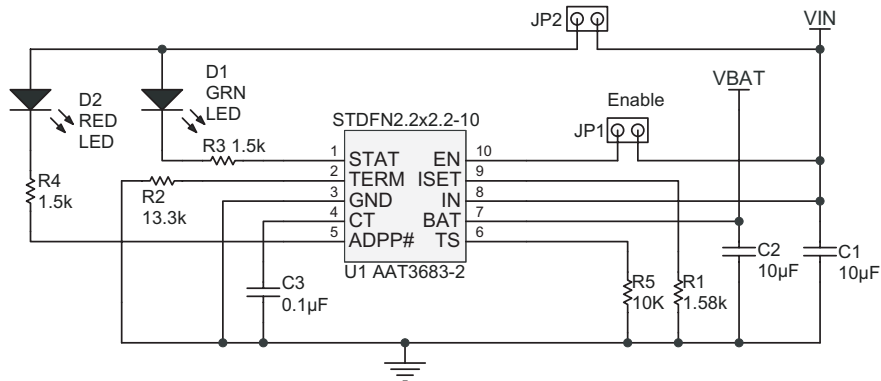 JP2
VIN
D1
GRN
LED
D2
RED
LED
VBAT
Enable
JP1
STDFN2.2x2.2-10
R3 1.5k
1 STAT EN 10
2 TERM ISET 9
3 GND IN 8
4 CT BAT 7
5 ADPP# TS 6
R4
1.5k
R2
13.3k
U1 AAT3683-2
C3
0.1µF
R5
10K
R1
1.58k
C2
10µF
C1
10µF